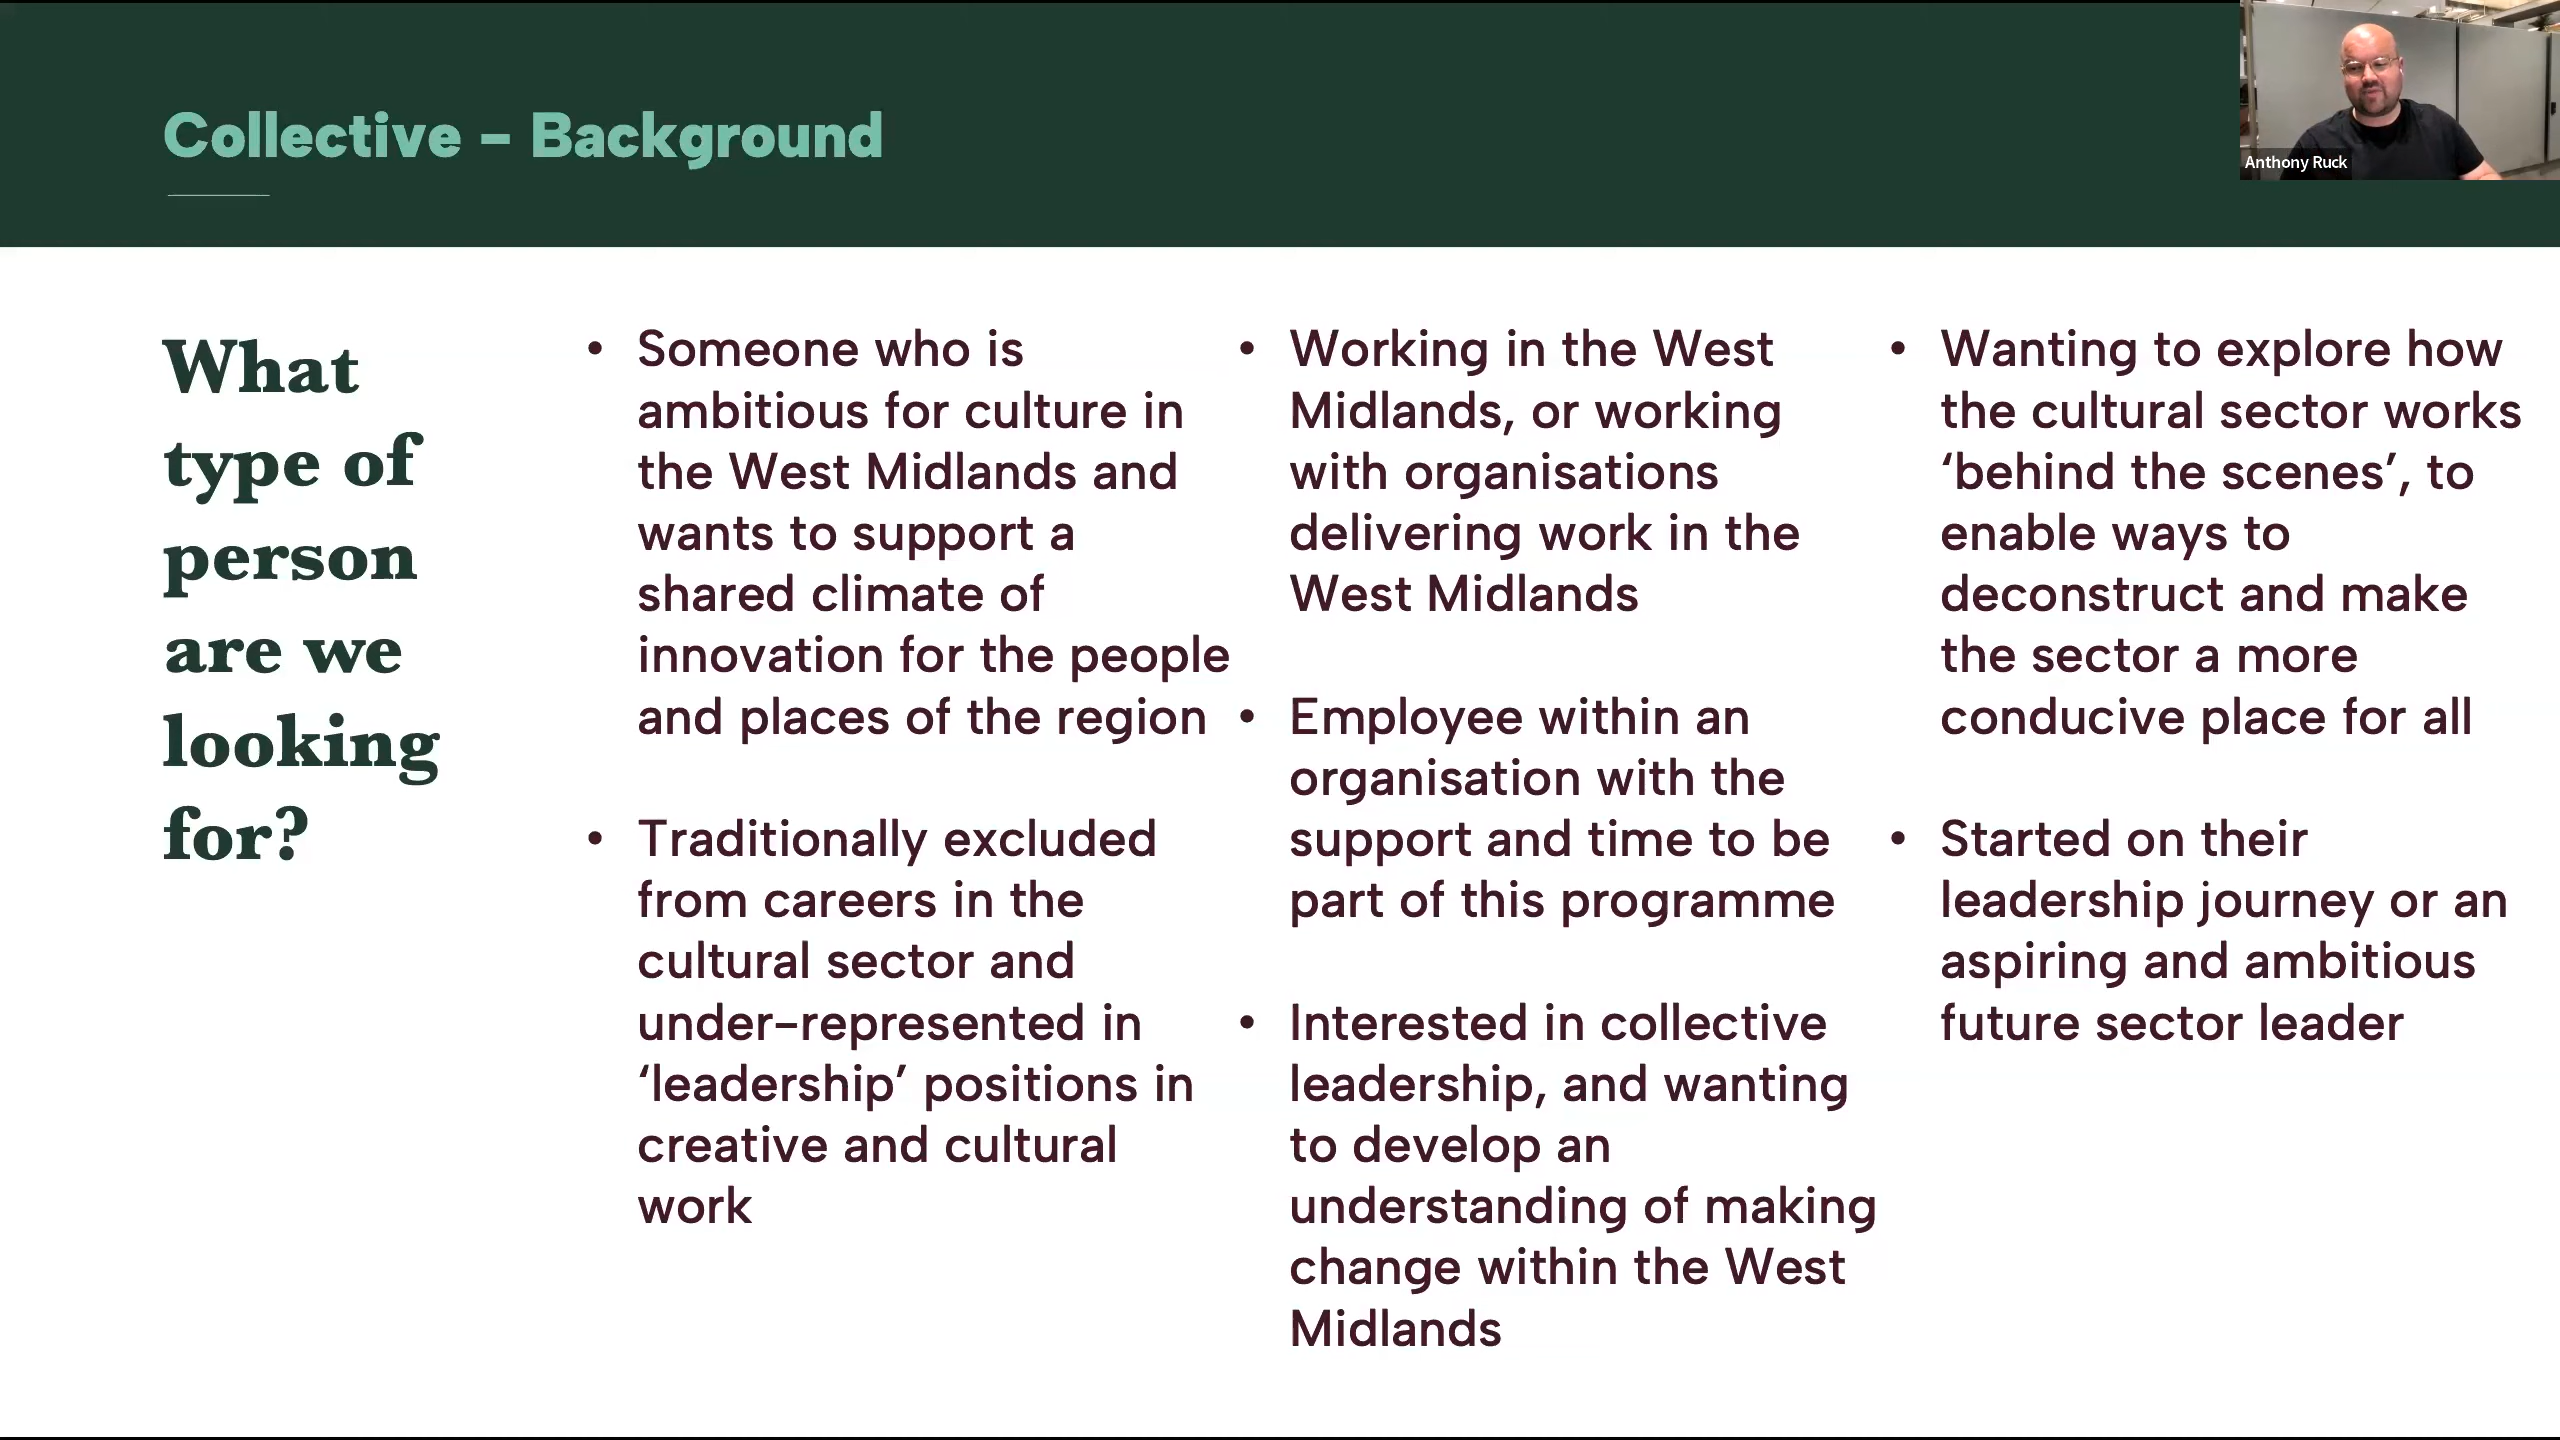 Collective – Background
Anthony Ruck
What
type of
person
are we
looking
for?
• Someone who is
ambitious for culture in
the West Midlands and
wants to support a
shared climate of
innovation for the people
and places of the region
• Traditionally excluded
from careers in the
cultural sector and
under-represented in
‘leadership’ positions in
creative and cultural
work
• Working in the West
Midlands, or working
with organisations
delivering work in the
West Midlands
• Employee within an
organisation with the
support and time to be
part of this programme
• Interested in collective
leadership, and wanting
to develop an
understanding of making
change within the West
Midlands
• Wanting to explore how
the cultural sector works
‘behind the scenes’, to
enable ways to
deconstruct and make
the sector a more
conducive place for all
• Started on their
leadership journey or an
aspiring and ambitious
future sector leader